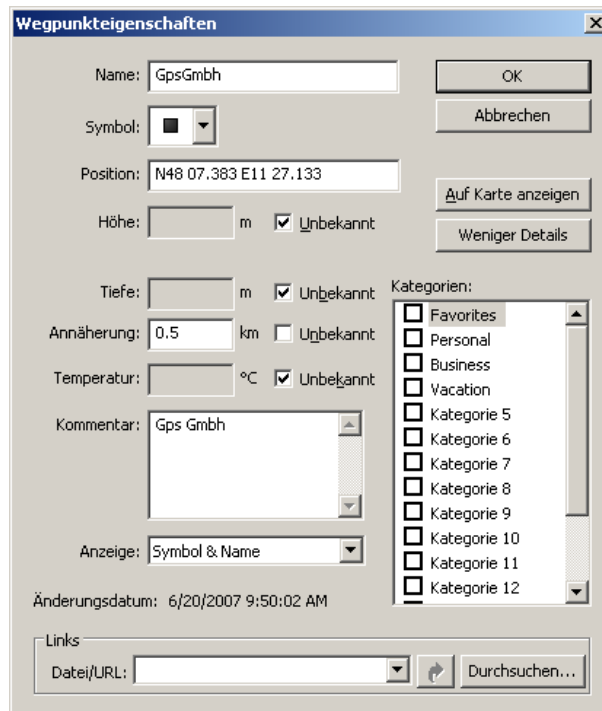 Wegpunkteigenschaften
Name: GpsGmbh
OK
Symbol:
Abbrechen
Position: N48 07.383 E11 27.133
Auf Karte anzeigen
Höhe: m Unbekannt
Weniger Details
Tiefe: m Unbekannt
Kategorien:
Annäherung: 0.5 km Unbekannt
Temperatur: °C Unbekannt
Kommentar: Gps Gmbh
Favorites
Personal
Business
Vacation
Kategorie 5
Kategorie 6
Kategorie 7
Kategorie 8
Kategorie 9
Kategorie 10
Kategorie 11
Kategorie 12
Anzeige: Symbol & Name
Änderungsdatum: 6/20/2007 9:50:02 AM
Links
Datei/URL:
Durchsuchen...